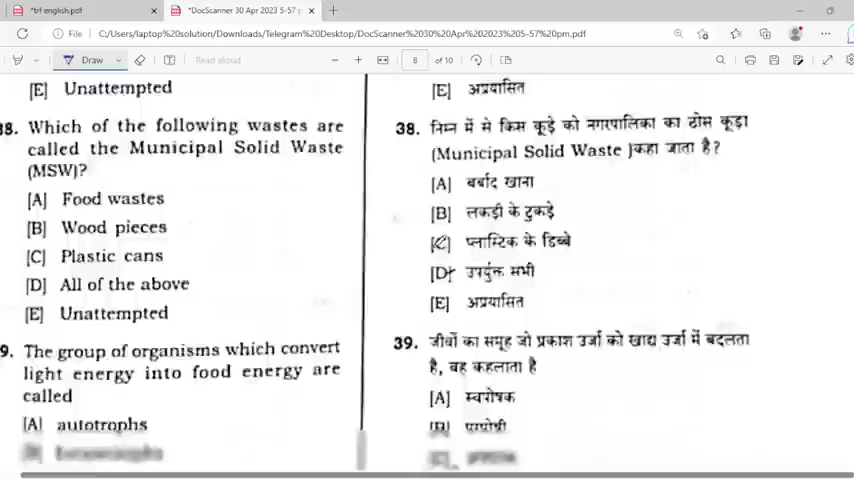 *trf english.pdf
*DocScanner 30 Apr 2023 5-57 p
File
C:/Users/laptop%20solution/Downloads/Telegram%20Desktop/DocScanner%2030%20Apr%202023%205-57%20pm.pdf
Draw
Read aloud
8 of 10
[E] Unattempted
38. Which of the following wastes are
called the Municipal Solid Waste
(MSW)?
[A] Food wastes
[B] Wood pieces
[C] Plastic cans
[D] All of the above
[E] Unattempted
9. The group of organisms which convert
light energy into food energy are
called
[A] autotrophs
[E] अप्रयासित
38. निम्न में से किस कूड़े को नगरपालिका का ठोस कूड़ा
(Municipal Solid Waste )कहा जाता है?
[A] बर्बाद खाना
[B] लकड़ी के टुकड़े
[C] प्लास्टिक के डिब्बे
[D] उपर्युक्त सभी
[E] अप्रयासित
39. जीवों का समूह जो प्रकाश उर्जा को खाद्य उर्जा में बदलता
है, वह कहलाता है
[A] स्वपोषक
[B] परपोषी